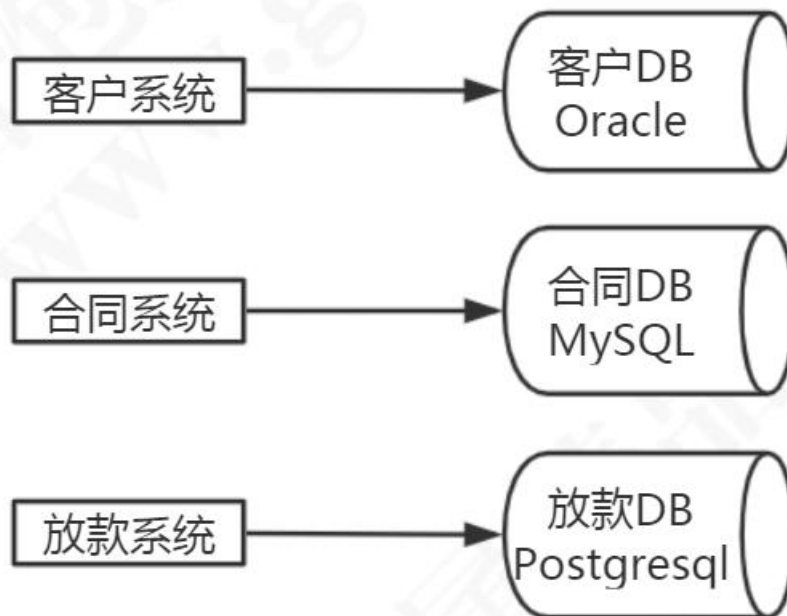 客户系统
客户DB
Oracle
合同系统
合同DB
MySQL
放款系统
放款DB
Postgresql